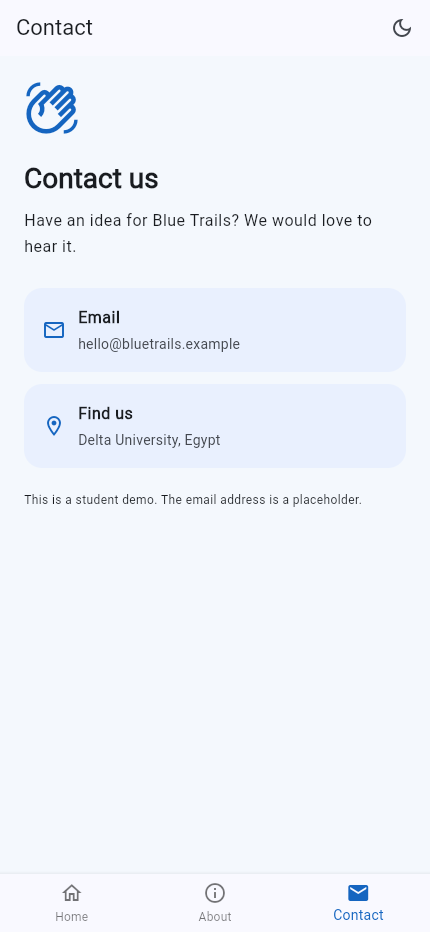 Contact
Contact us
Have an idea for Blue Trails? We would love to
hear it.
Email
hello@bluetrails.example
Find us
Delta University, Egypt
This is a student demo. The email address is a placeholder.
Home
About
Contact